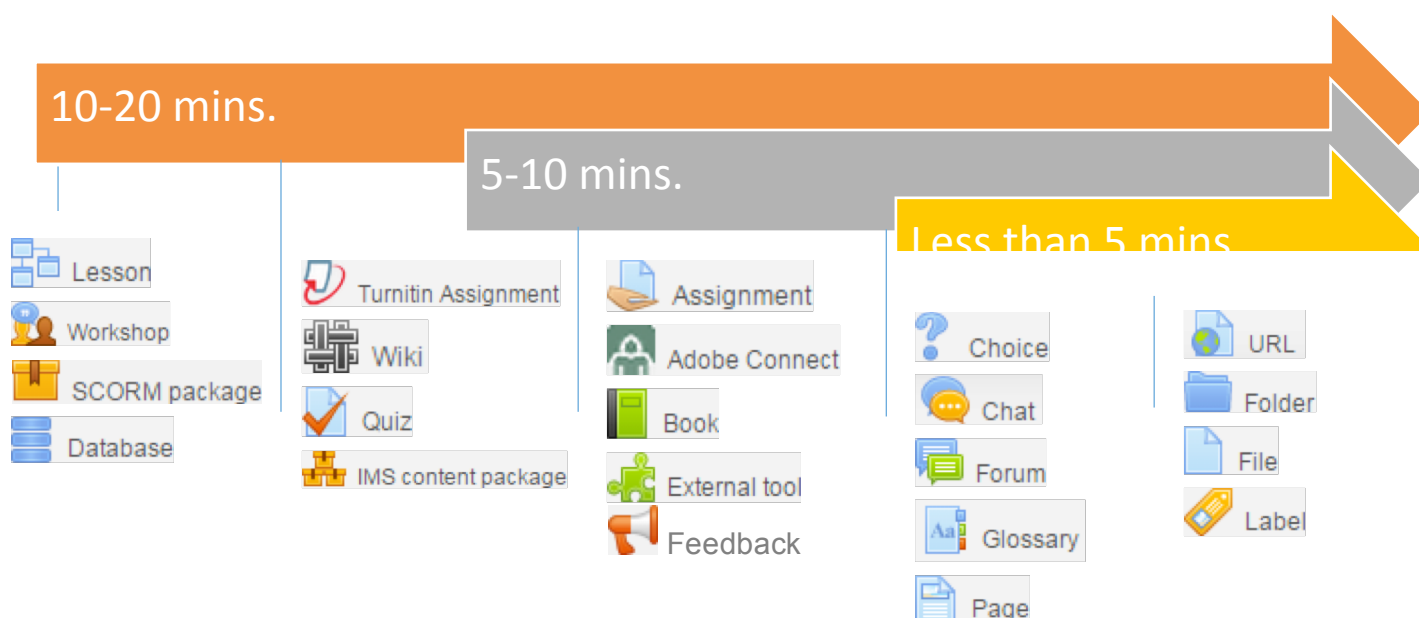 10-20 mins.
5-10 mins.
Less than 5 mins
Lesson
Workshop
SCORM package
Database
Turnitin Assignment
Wiki
Quiz
IMS content package
Assignment
Adobe Connect
Book
External tool
Feedback
Choice
Chat
Forum
Aa
Glossary
Page
URL
Folder
File
Label